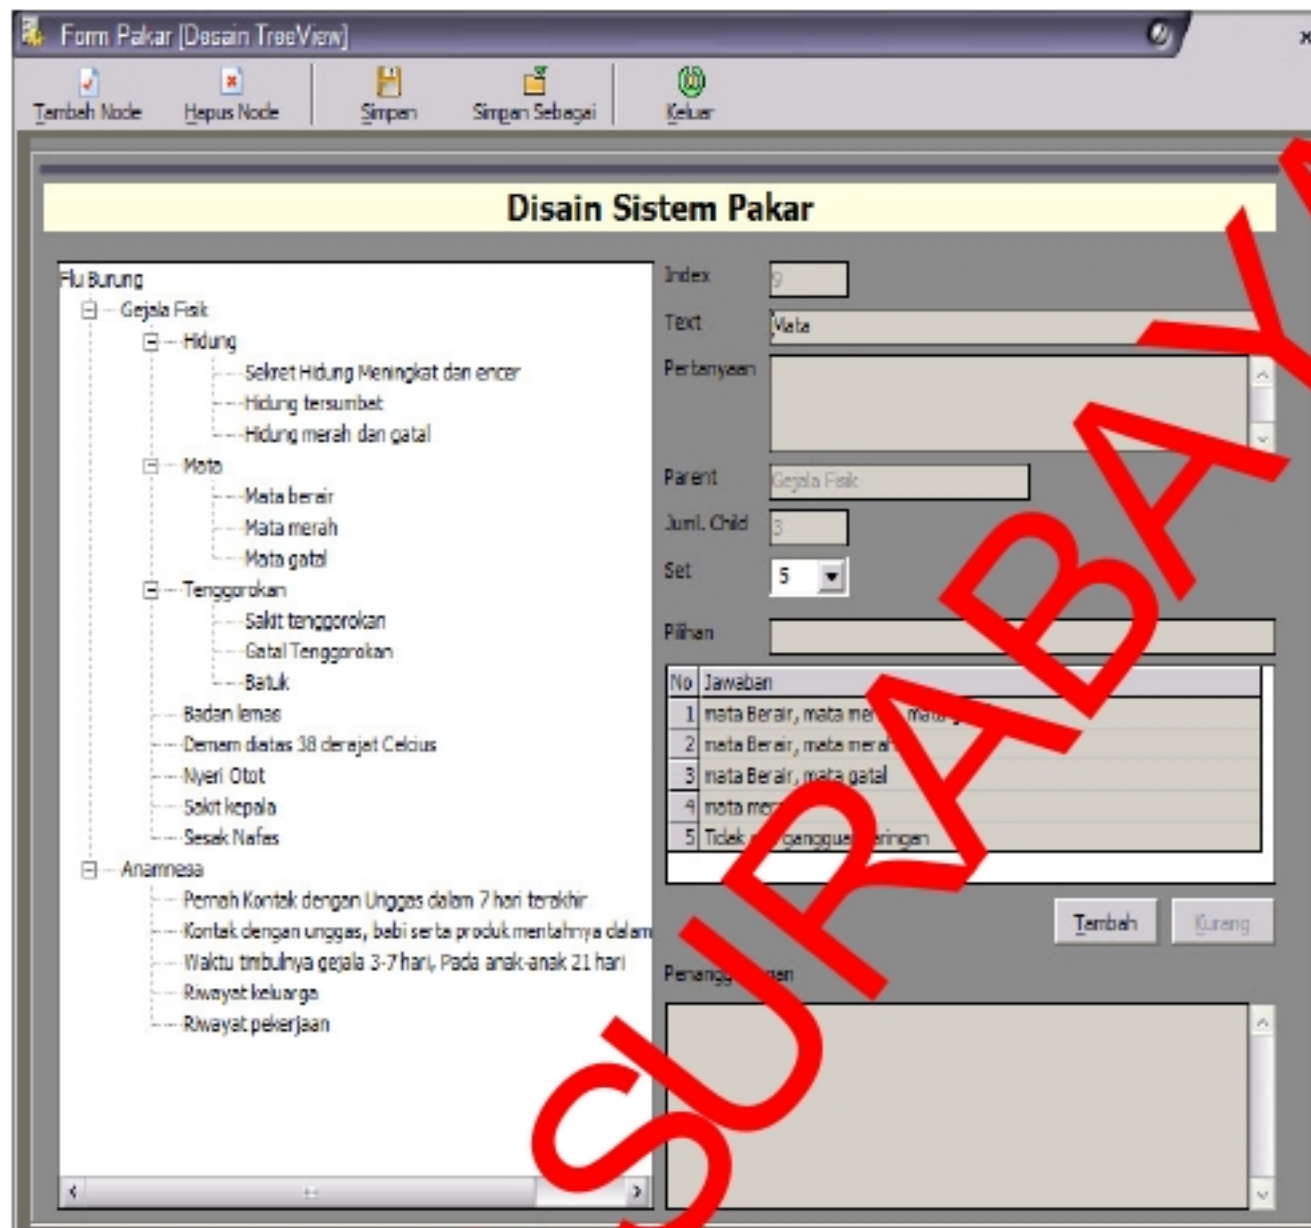 Form Pakar [Desain TreeView]
Tambah Node Hapus Node Simpan Simpan Sebagai Keluar
Disain Sistem Pakar
Flu Burung
Gejala Fisik
Hidung
Sekret Hidung Meningkat dan encer
Hidung tersumbat
Hidung merah dan gatal
Mata
Mata berair
Mata merah
Mata gatal
Tenggorokan
Sakit tenggorokan
Gatal Tenggorokan
Batuk
Badan lemas
Demam diatas 38 derajat Celcius
Nyeri Otot
Sakit kepala
Sesak Nafas
Anamnesa
Pernah Kontak dengan Unggas dalam 7 hari terakhir
Kontak dengan unggas, babi serta produk mentahnya dalam
Waktu timbulnya gejala 3-7 hari, Pada anak-anak 21 hari
Riwayat keluarga
Riwayat pekerjaan
Index 9
Text Mata
Pertanyaan
Parent Gejala Fisik
Juml. Child 3
Set 5
Pilihan
No Jawaban
1 mata Berair, mata
2 mata Berair, mata merah
3 mata Berair, mata gatal
4 mata
5 Tidak
Tambah Kurang
SURABAYA